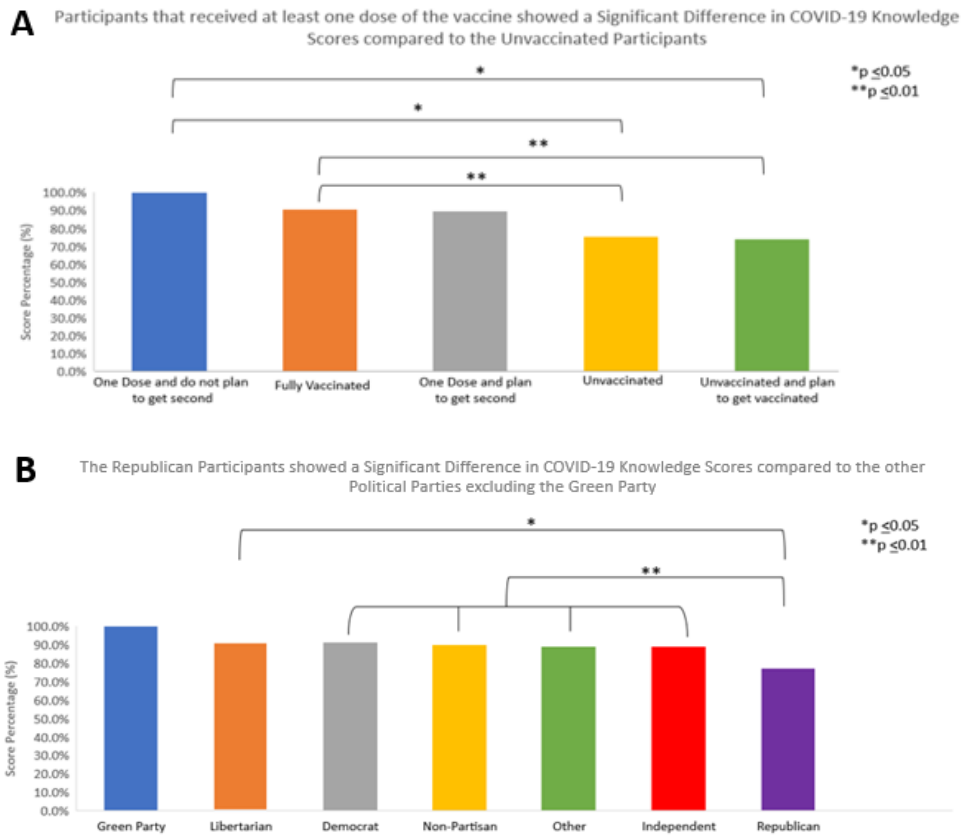 A
Participants that received at least one dose of the vaccine showed a Significant Difference in COVID-19 Knowledge
Scores compared to the Unvaccinated Participants
*p ≤0.05
**p ≤0.01
*
*
**
**
Score Percentage (%)
100.0%
90.0%
80.0%
70.0%
60.0%
50.0%
40.0%
30.0%
20.0%
10.0%
0.0%
One Dose and do not plan
to get second
Fully Vaccinated
One Dose and plan
to get second
Unvaccinated
Unvaccinated and plan
to get vaccinated
B
The Republican Participants showed a Significant Difference in COVID-19 Knowledge Scores compared to the other
Political Parties excluding the Green Party
*p ≤0.05
**p ≤0.01
*
**
Score Percentage (%)
100.0%
90.0%
80.0%
70.0%
60.0%
50.0%
40.0%
30.0%
20.0%
10.0%
0.0%
Green Party
Libertarian
Democrat
Non-Partisan
Other
Independent
Republican